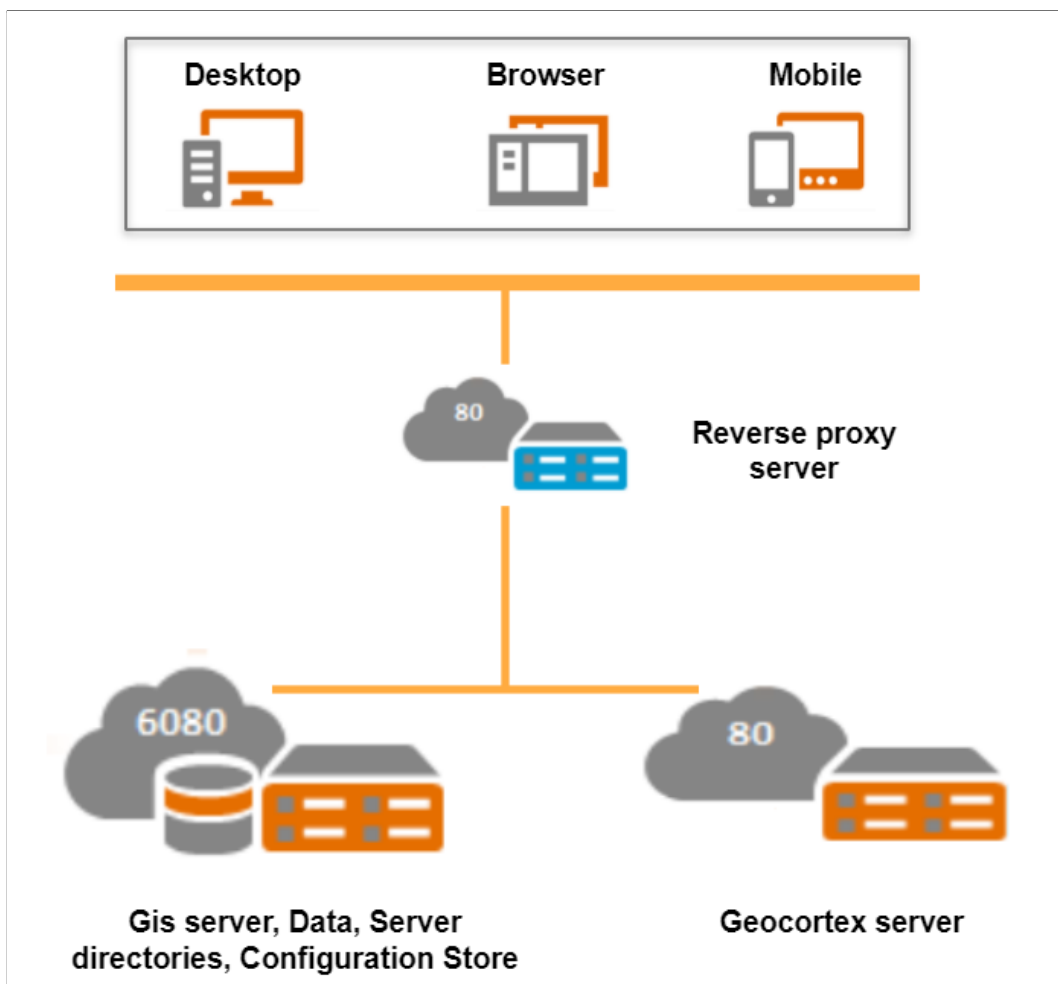 Desktop
Browser
Mobile
80
Reverse proxy
server
6080
80
Gis server, Data, Server
directories, Configuration Store
Geocortex server